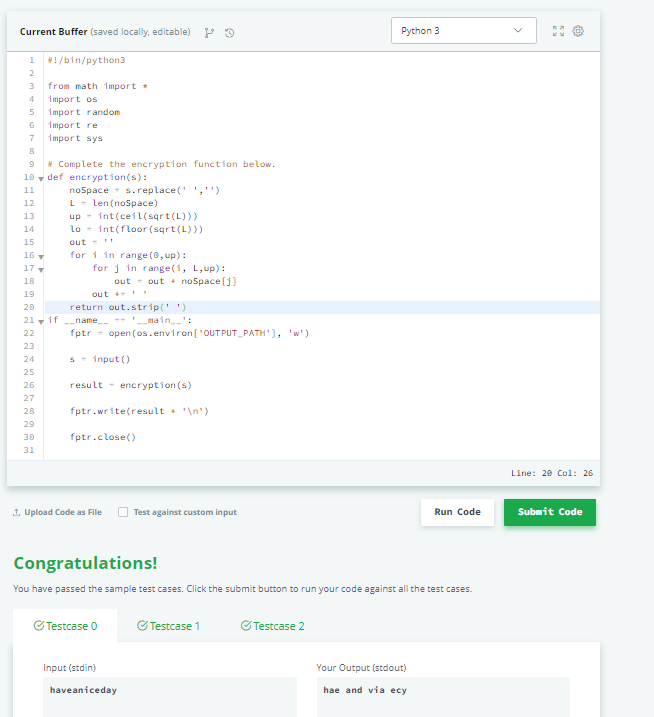 Current Buffer (saved locally, editable)
Python 3
1 #!/bin/python3
2
3 from math import *
4 import os
5 import random
6 import re
7 import sys
8
9 # Complete the encryption function below.
10 def encryption(s):
11     noSpace = s.replace(' ','')
12     L = len(noSpace)
13     up = int(ceil(sqrt(L)))
14     lo = int(floor(sqrt(L)))
15     out = ''
16     for i in range(0,up):
17         for j in range(i, L,up):
18             out = out + noSpace[j]
19         out += ' '
20     return out.strip(' ')
21 if __name__ == '__main__':
22     fptr = open(os.environ['OUTPUT_PATH'], 'w')
23
24     s = input()
25
26     result = encryption(s)
27
28     fptr.write(result + '\n')
29
30     fptr.close()
31
Line: 20 Col: 26
Upload Code as File
Test against custom input
Run Code
Submit Code
Congratulations!
You have passed the sample test cases. Click the submit button to run your code against all the test cases.
Testcase 0
Testcase 1
Testcase 2
Input (stdin)
Your Output (stdout)
haveaniceday
hae and via ecy